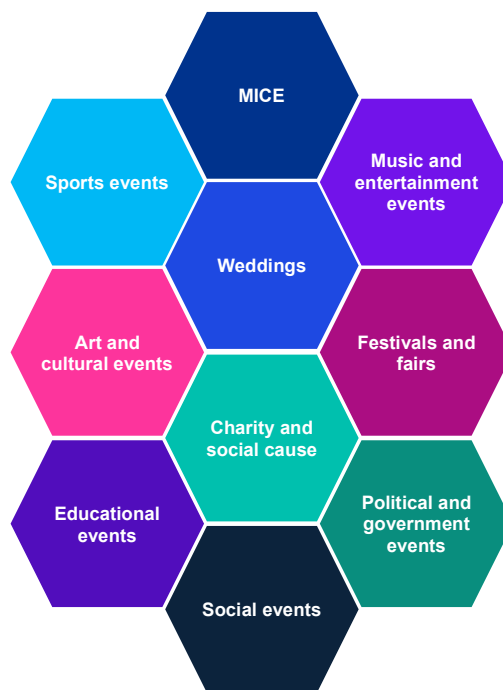 MICE
Sports events
Music and
entertainment
events
Weddings
Art and
cultural events
Festivals and
fairs
Charity and
social cause
Educational
events
Political and
government
events
Social events